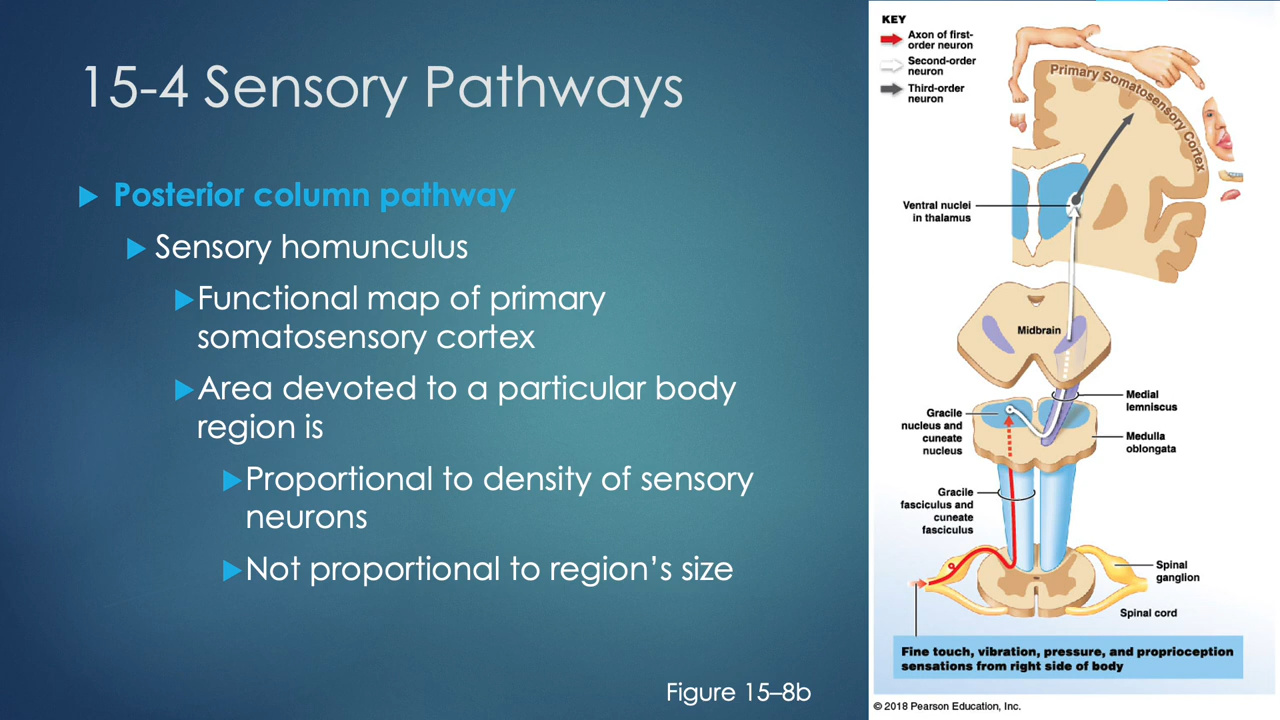 15-4 Sensory Pathways
Posterior column pathway
Sensory homunculus
Functional map of primary
somatosensory cortex
Area devoted to a particular body
region is
Proportional to density of sensory
neurons
Not proportional to region's size
Figure 15–8b
KEY
Axon of first-
order neuron
Second-order
neuron
Third-order
neuron
Primary Somatosensory Cortex
Ventral nuclei
in thalamus
Midbrain
Medial
lemniscus
Gracile
nucleus and
cuneate
nucleus
Medulla
oblongata
Gracile
fasciculus and
cuneate
fasciculus
Spinal
ganglion
Spinal cord
Fine touch, vibration, pressure, and proprioception
sensations from right side of body
© 2018 Pearson Education, Inc.